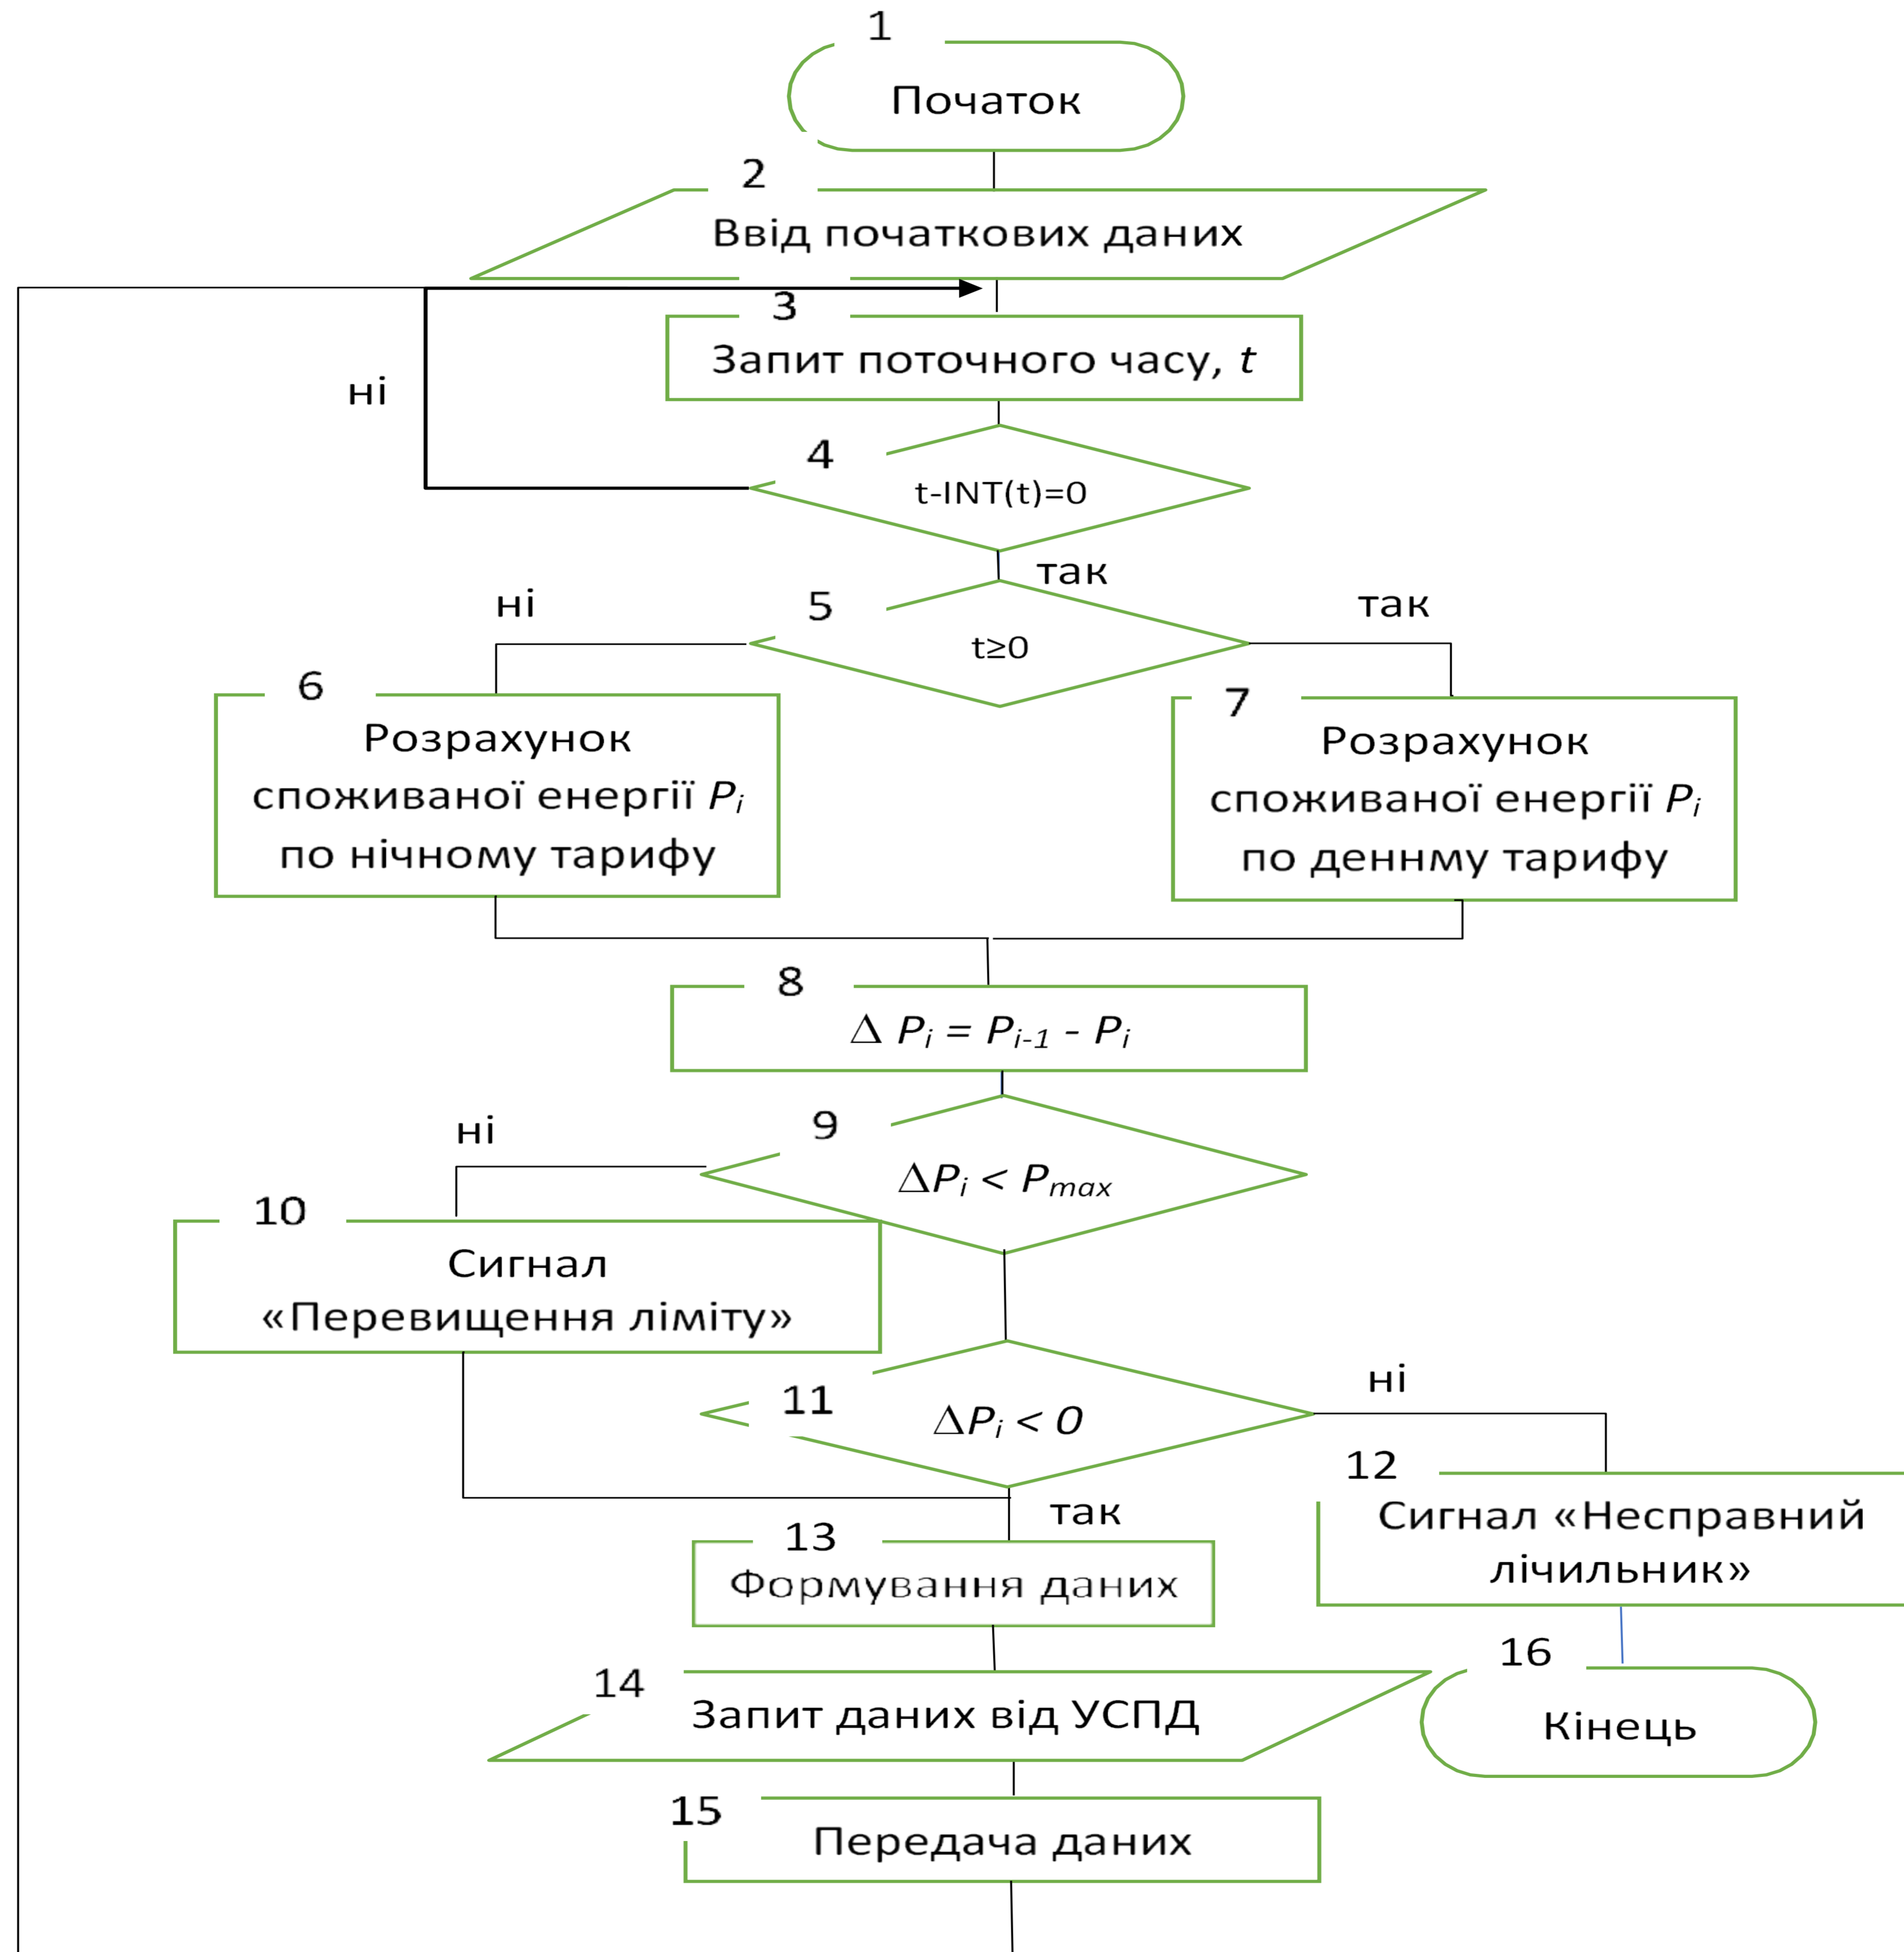 1
Початок
2
Ввід початкових даних
3
Запит поточного часу, t
ні
4
t-INT(t)=0
так
ні
5
так
t≥0
6
Розрахунок
споживаної енергії Pi
по нічному тарифу
7
Розрахунок
споживаної енергії Pi
по деннму тарифу
8
Δ Pi = Pi-1 - Pi
ні
9
ΔPi < Pmax
10
Сигнал
«Перевищення ліміту»
11
ΔPi < 0
ні
12
Сигнал «Несправний
лічильник»
так
13
Формування даних
14
Запит даних від УСПД
16
Кінець
15
Передача даних